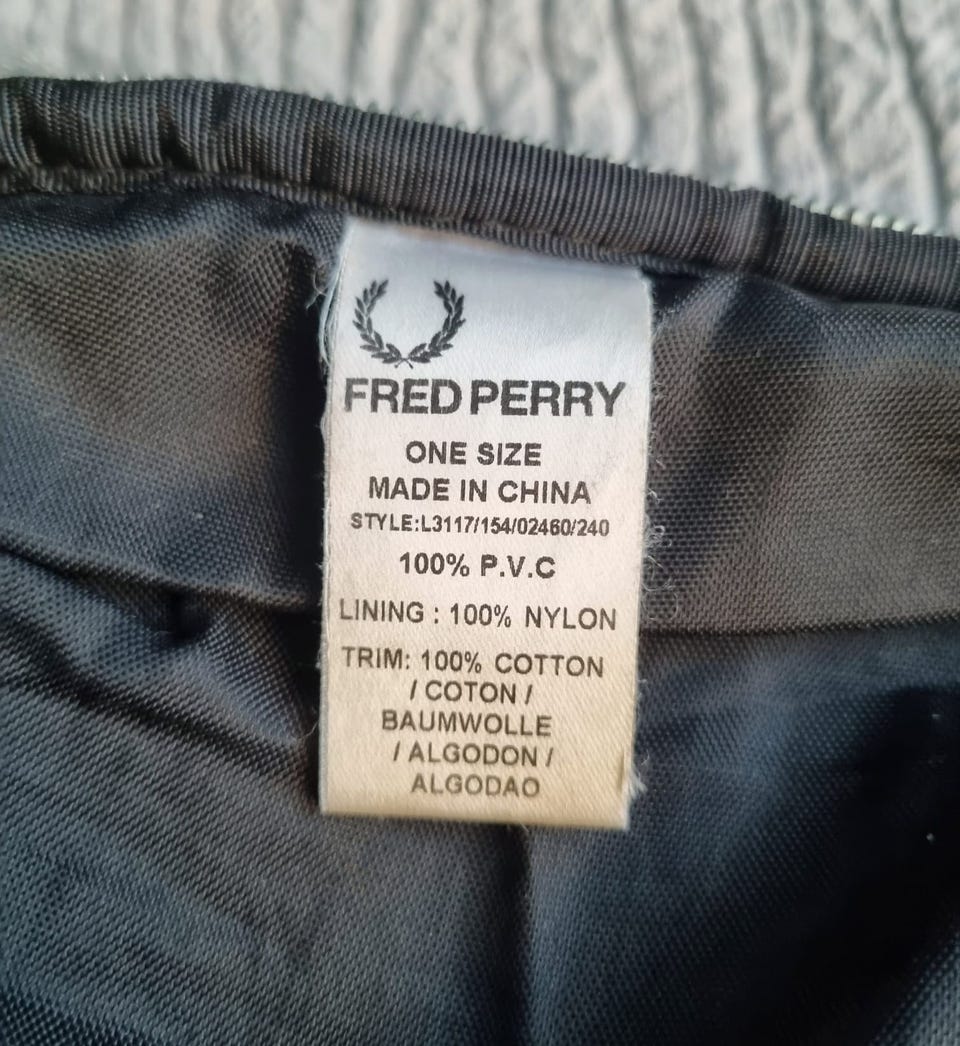 FRED PERRY
ONE SIZE
MADE IN CHINA
STYLE:L3117/154/02460/240
100% P.V.C
LINING : 100% NYLON
TRIM: 100% COTTON
/ COTON /
BAUMWOLLE
/ ALGODON /
ALGODAO